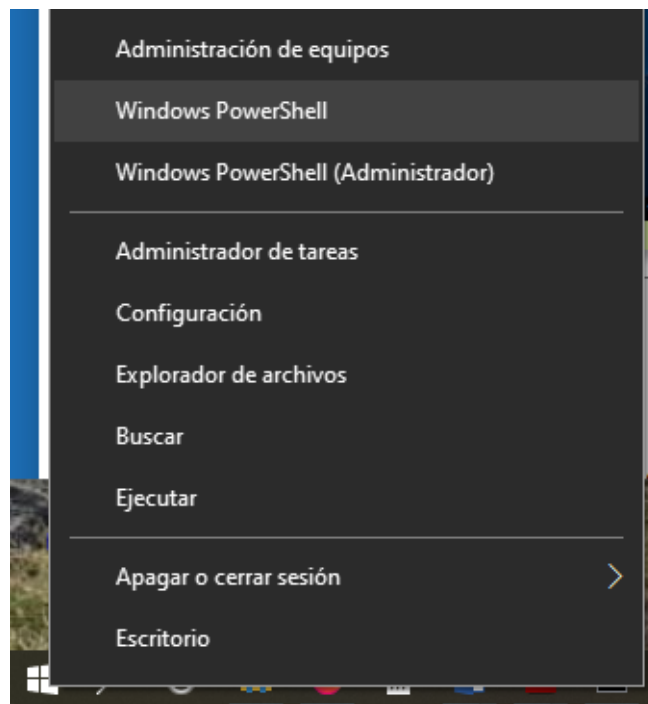 Administración de equipos
Windows PowerShell
Windows PowerShell (Administrador)
Administrador de tareas
Configuración
Explorador de archivos
Buscar
Ejecutar
Apagar o cerrar sesión
Escritorio